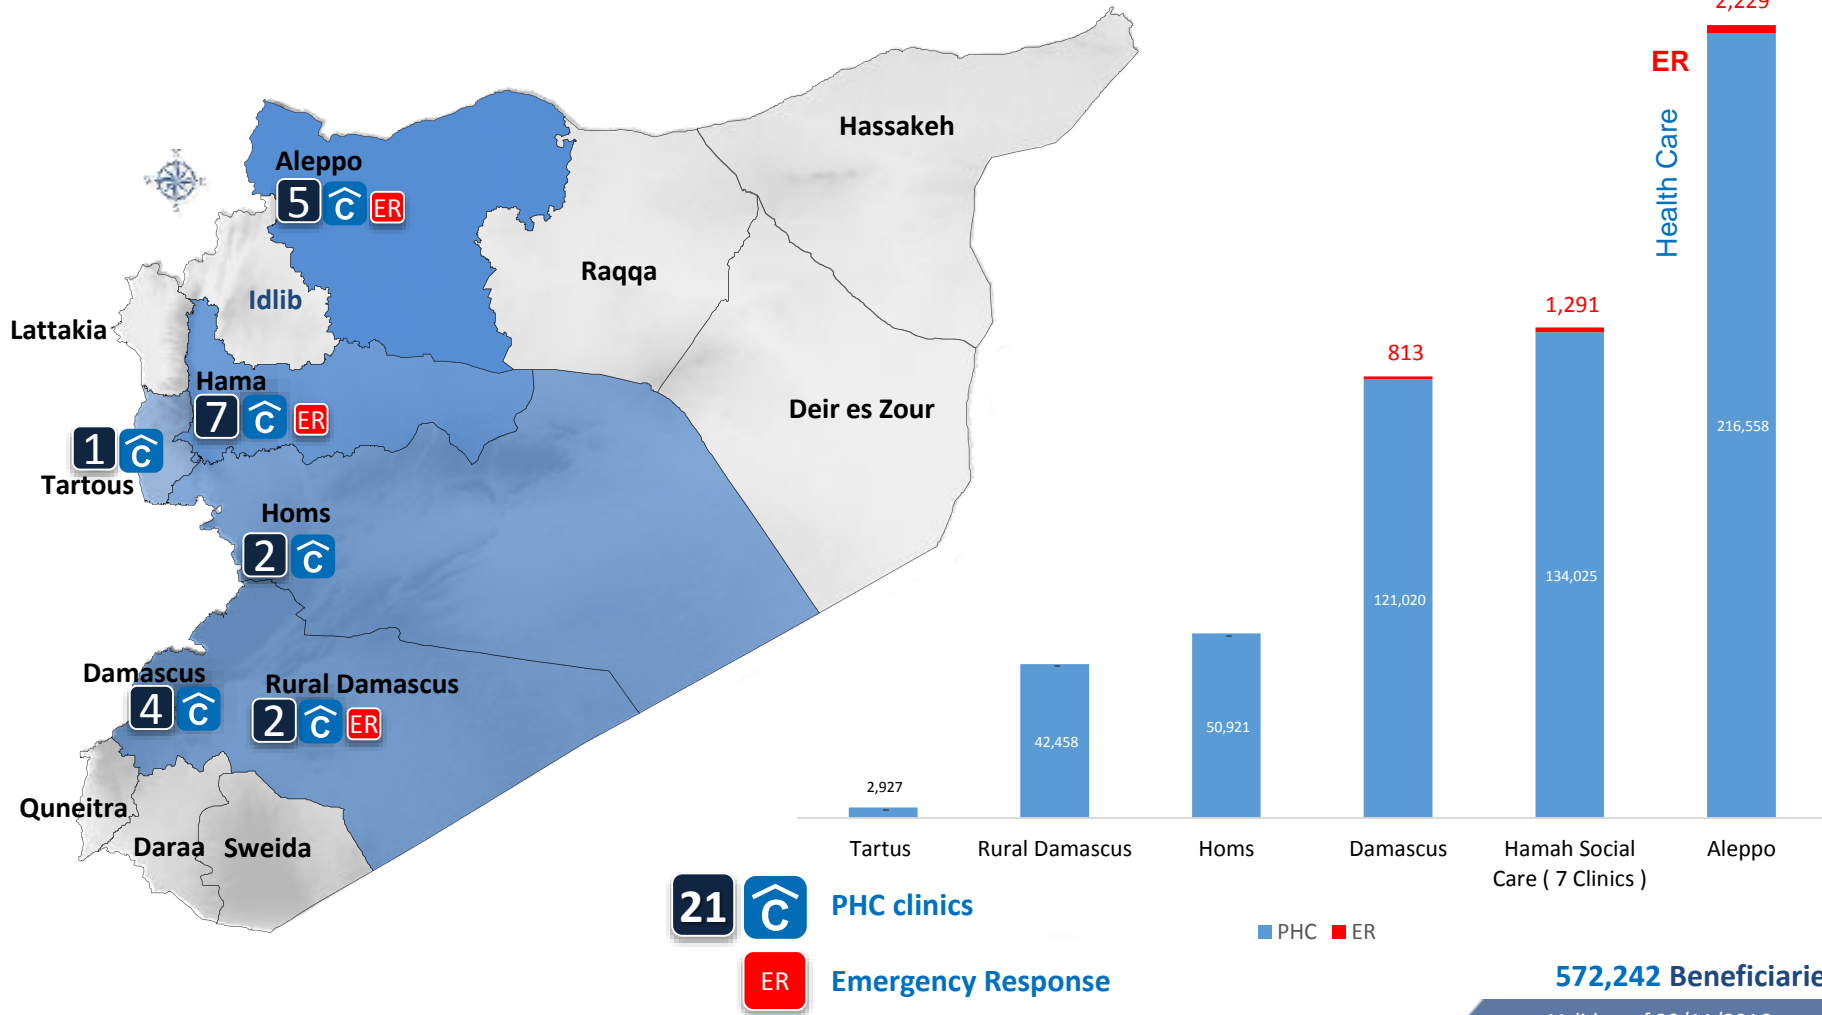 Hassakeh
Aleppo
5 C ER
Raqqa
Idlib
Lattakia
Hama
7 C ER
Deir es Zour
1 C
Tartous
Homs
2 C
Damascus
4 C
Rural Damascus
2 C ER
Quneitra
Daraa
Sweida
21 C PHC clinics
ER Emergency Response
2,229
ER
Health Care
1,291
813
216,558
134,025
121,020
50,921
42,458
2,927
Tartus
Rural Damascus
Homs
Damascus
Hamah Social
Care ( 7 Clinics )
Aleppo
PHC ER
572,242 Beneficiarie